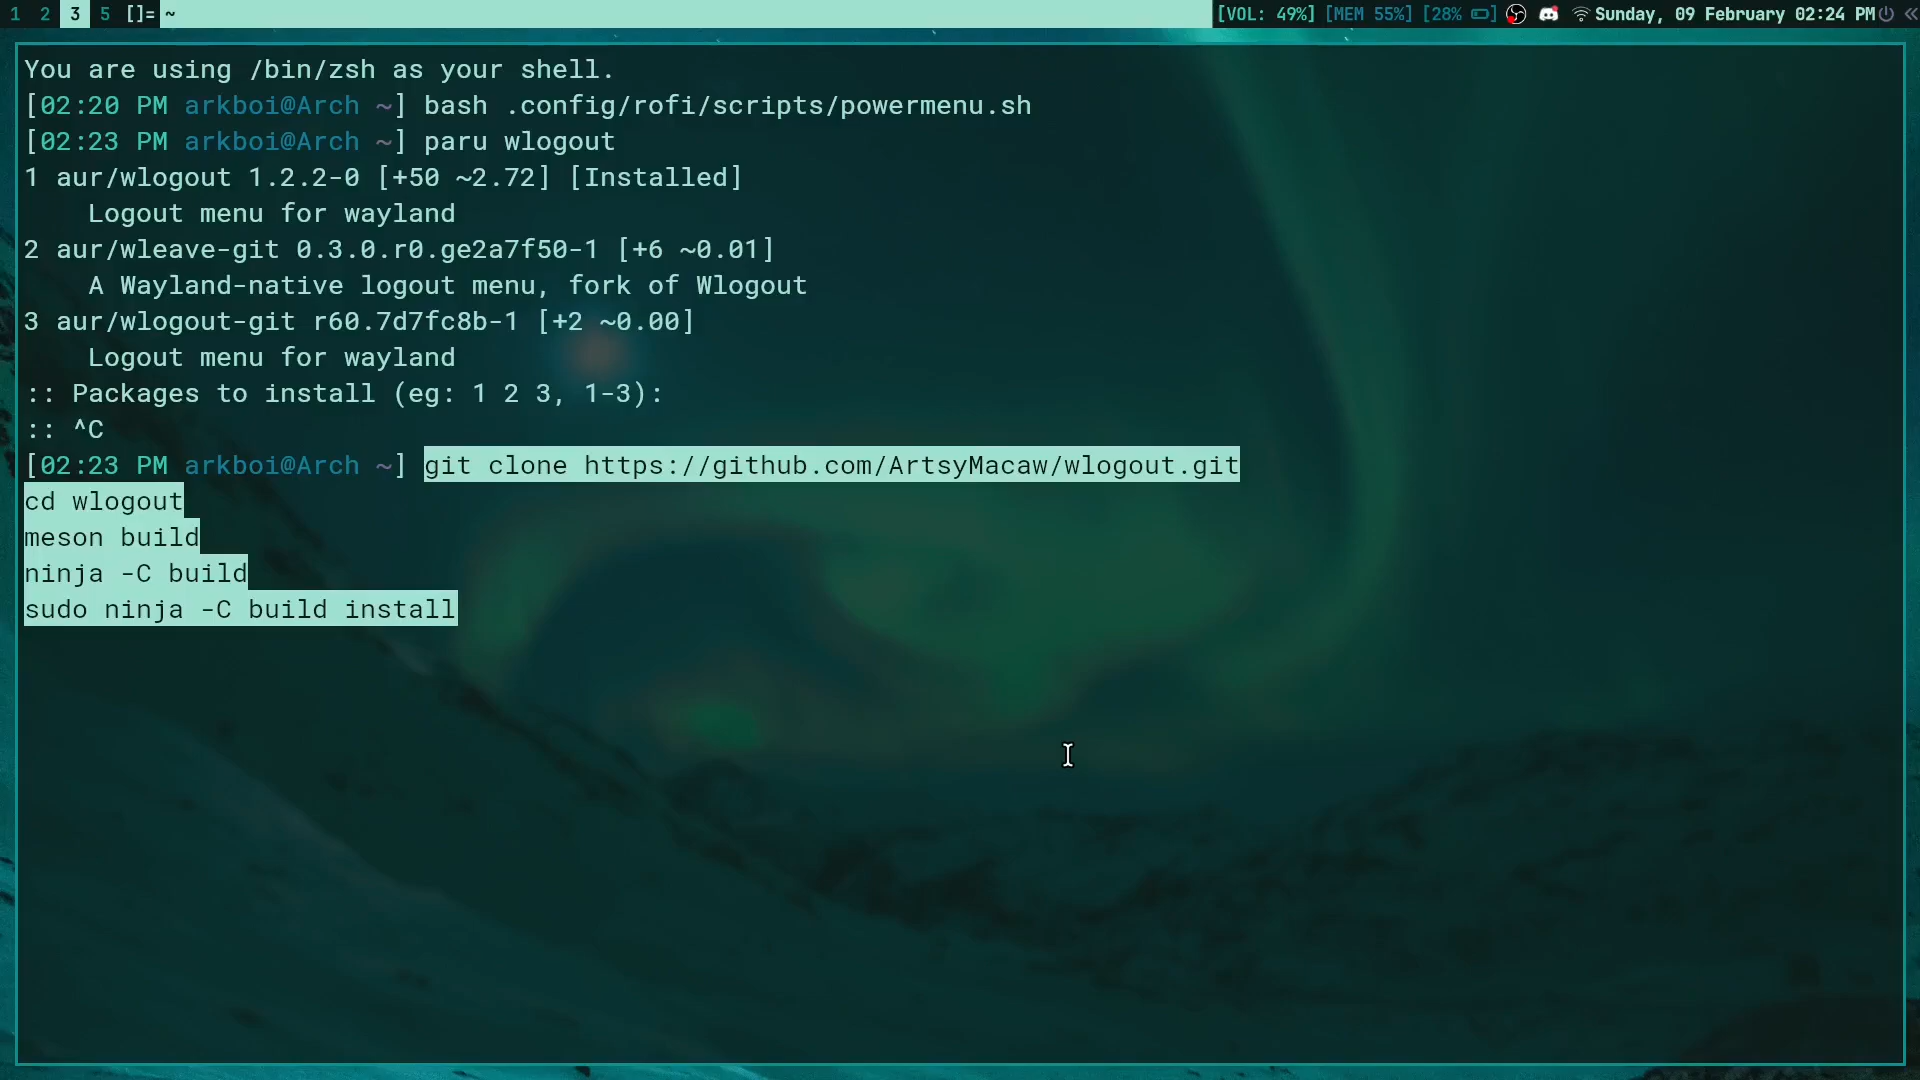 1 2 3 5 []= ~ [VOL: 49%] [MEM 55%] [28% ] Sunday, 09 February 02:24 PM
You are using /bin/zsh as your shell.
[02:20 PM arkboi@Arch ~] bash .config/rofi/scripts/powermenu.sh
[02:23 PM arkboi@Arch ~] paru wlogout
1 aur/wlogout 1.2.2-0 [+50 ~2.72] [Installed]
    Logout menu for wayland
2 aur/wleave-git 0.3.0.r0.ge2a7f50-1 [+6 ~0.01]
    A Wayland-native logout menu, fork of Wlogout
3 aur/wlogout-git r60.7d7fc8b-1 [+2 ~0.00]
    Logout menu for wayland
:: Packages to install (eg: 1 2 3, 1-3):
:: ^C
[02:23 PM arkboi@Arch ~] git clone https://github.com/ArtsyMacaw/wlogout.git
cd wlogout
meson build
ninja -C build
sudo ninja -C build install